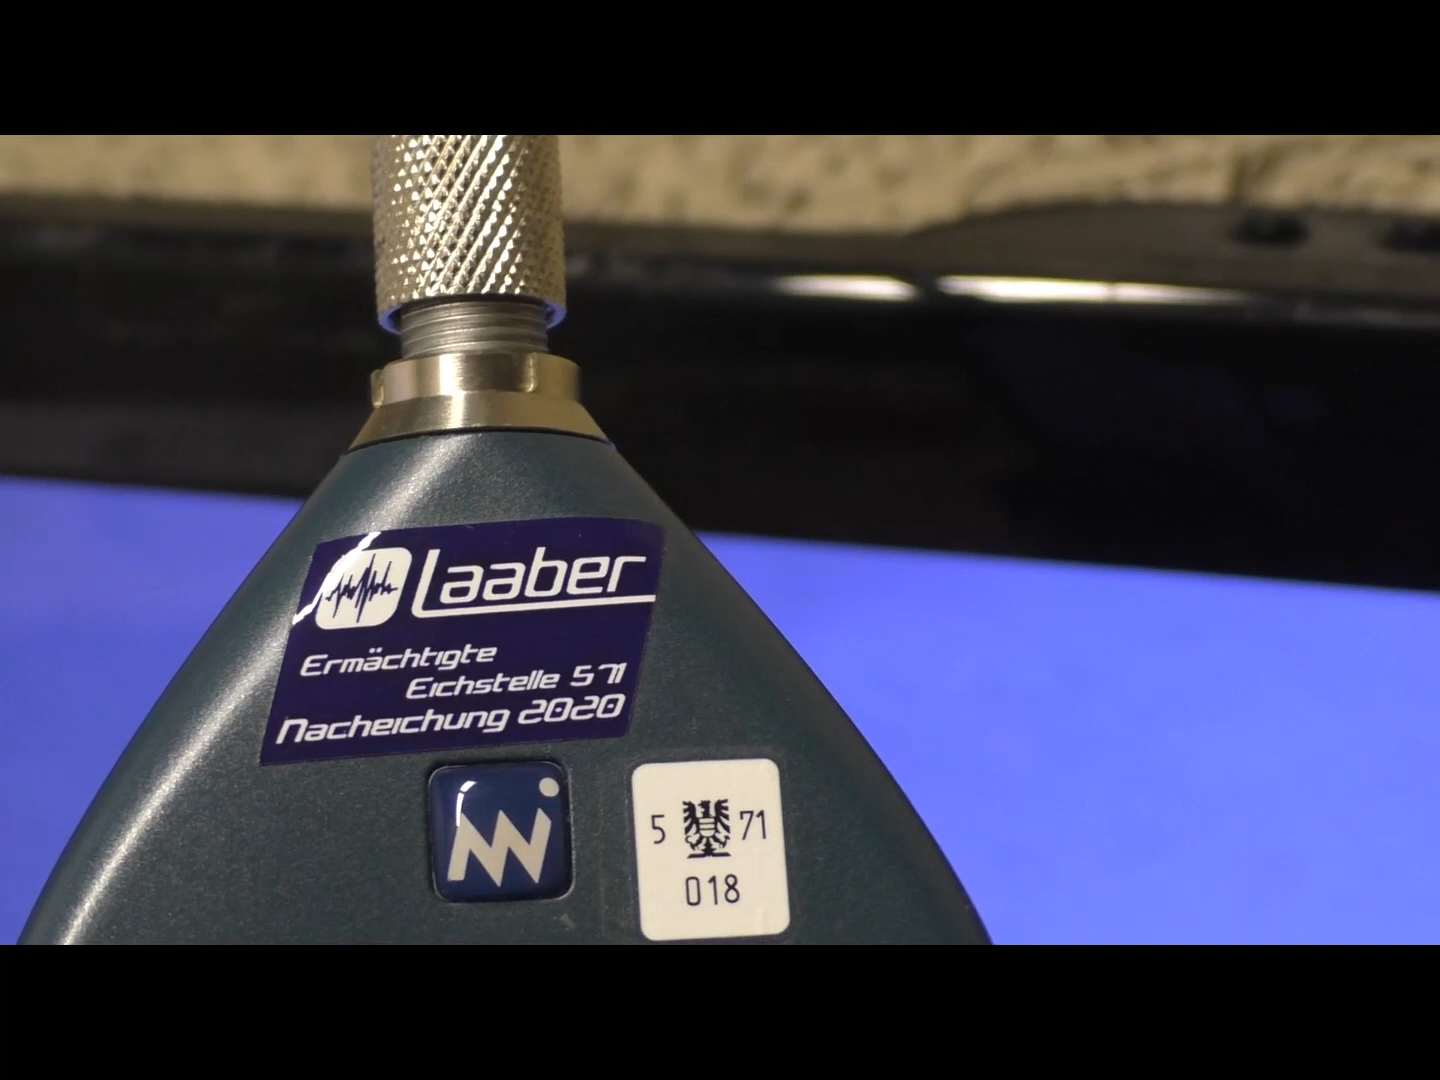 Laaber
Ermächtigte
Eichstelle 571
Nacheichung 2020
5 71
018